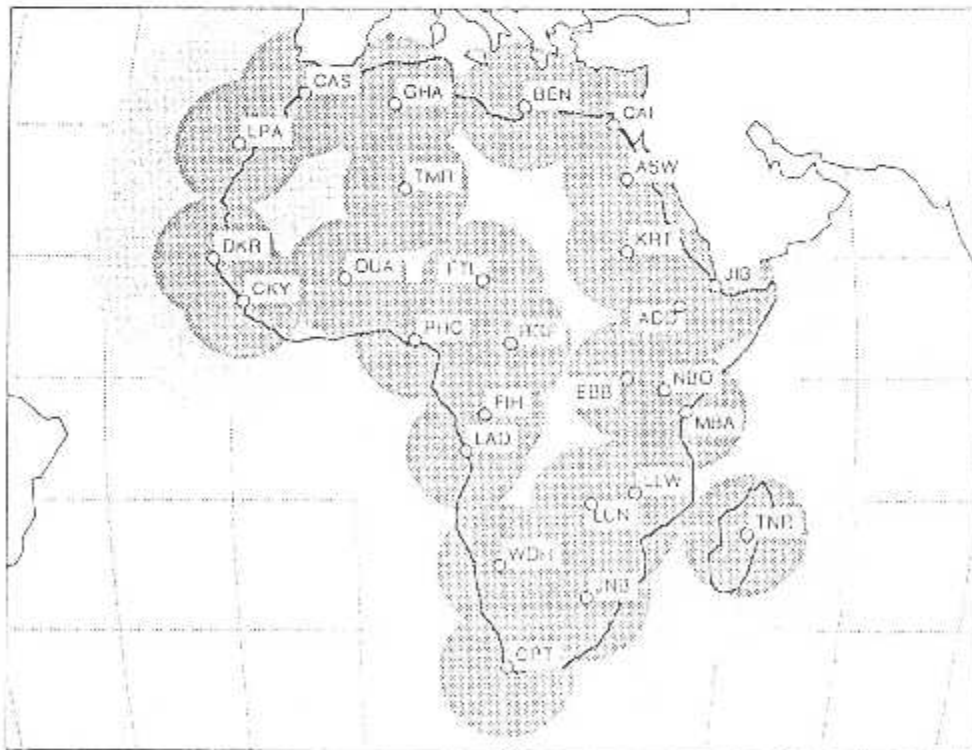 CAS
GHA
BEN
CAI
LPA
ASW
TMR
DKR
KRT
OUA
FTL
JIB
CKY
ADD
PHC
EBB
NBO
FIH
MBA
LAD
LLW
LUN
TNR
WDH
JNB
CPT